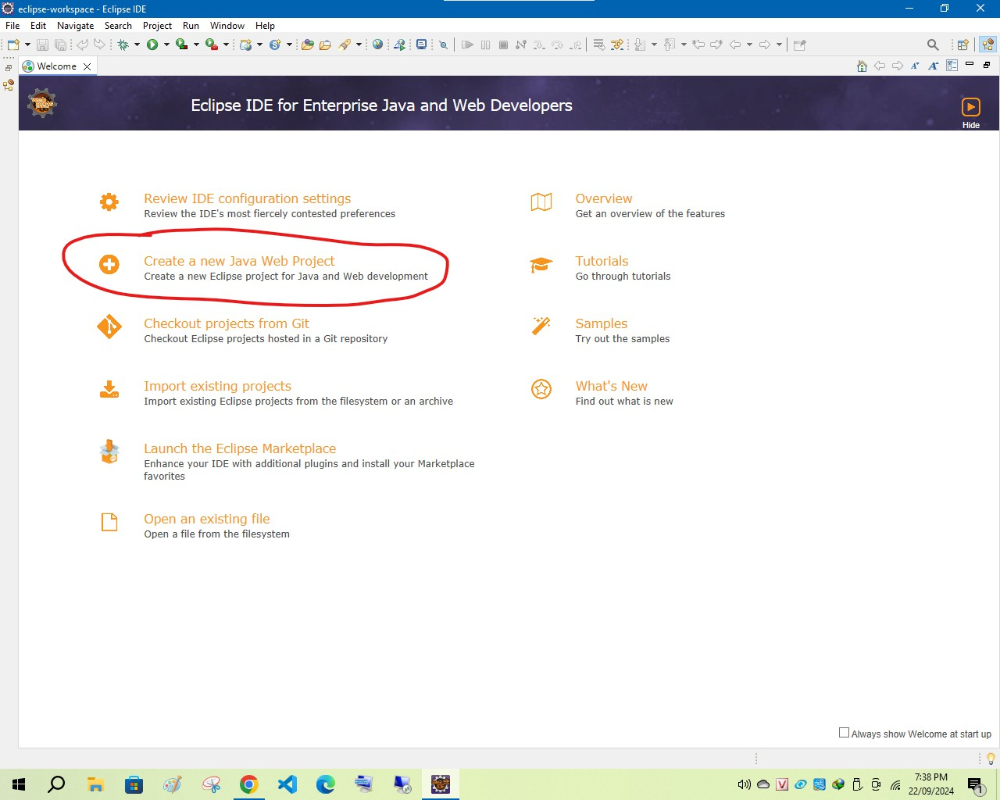 eclipse-workspace - Eclipse IDE
File Edit Navigate Search Project Run Window Help
Welcome
Eclipse IDE for Enterprise Java and Web Developers
Hide
Review IDE configuration settings
Review the IDE's most fiercely contested preferences
Create a new Java Web Project
Create a new Eclipse project for Java and Web development
Checkout projects from Git
Checkout Eclipse projects hosted in a Git repository
Import existing projects
Import existing Eclipse projects from the filesystem or an archive
Launch the Eclipse Marketplace
Enhance your IDE with additional plugins and install your Marketplace
favorites
Open an existing file
Open a file from the filesystem
Overview
Get an overview of the features
Tutorials
Go through tutorials
Samples
Try out the samples
What's New
Find out what is new
Always show Welcome at start up
7:38 PM
22/09/2024
1